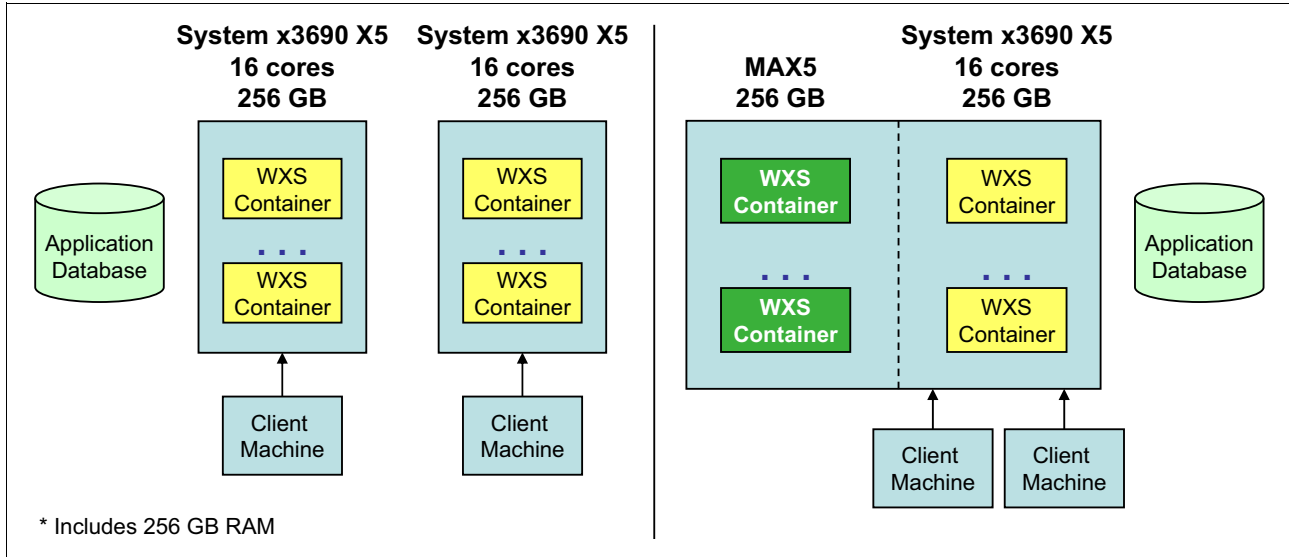 System x3690 X5
16 cores
256 GB
System x3690 X5
16 cores
256 GB
MAX5
256 GB
System x3690 X5
16 cores
256 GB
Application
Database
WXS
Container
. . .
WXS
Container
WXS
Container
. . .
WXS
Container
WXS
Container
. . .
WXS
Container
WXS
Container
. . .
WXS
Container
Application
Database
Client
Machine
Client
Machine
Client
Machine
Client
Machine
* Includes 256 GB RAM